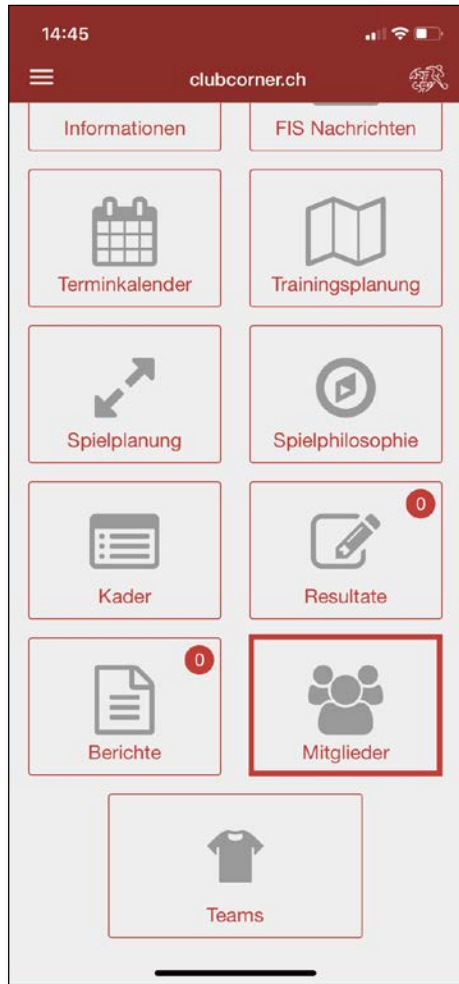 14:45
clubcorner.ch
Informationen
FIS Nachrichten
Terminkalender
Trainingsplanung
Spielplanung
Spielphilosophie
Kader
0
Resultate
0
Berichte
Mitglieder
Teams